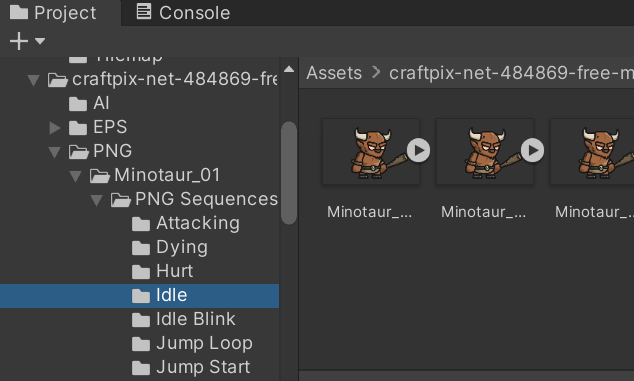 Project
Console
Tilemap
craftpix-net-484869-fre
Assets > craftpix-net-484869-free-m
AI
EPS
PNG
Minotaur_01
PNG Sequences
Attacking
Dying
Hurt
Idle
Idle Blink
Jump Loop
Jump Start
Minotaur_...
Minotaur_...
Minotaur_..